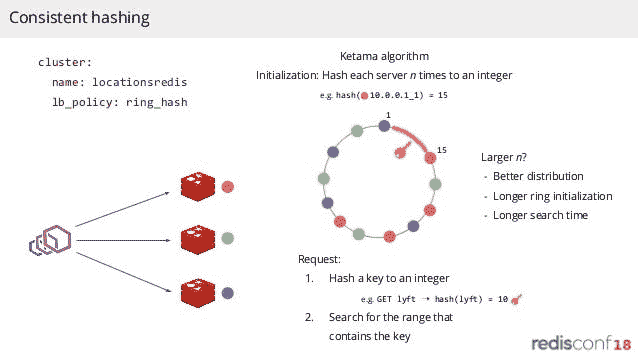 Consistent hashing
cluster:
name: locationsredis
lb_policy: ring_hash
Ketama algorithm
Initialization: Hash each server n times to an integer
e.g. hash( 10.0.0.1_1) = 15
1
15
Larger n?
- Better distribution
- Longer ring initialization
- Longer search time
Request:
1. Hash a key to an integer
e.g. GET lyft → hash(lyft) = 10
2. Search for the range that
contains the key
redisconf 18